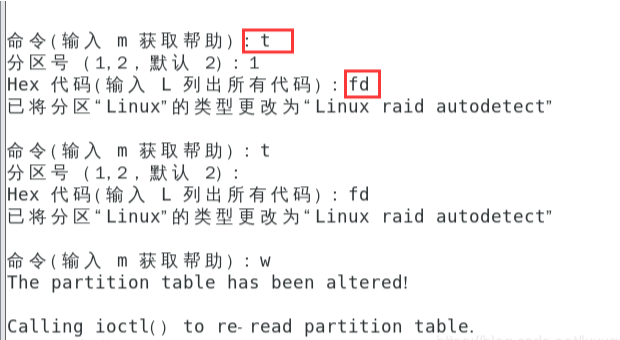 命令(输入 m 获取帮助)：t
分区号 (1,2，默认 2)：1
Hex 代码(输入 L 列出所有代码)：fd
已将分区“Linux”的类型更改为“Linux raid autodetect”
命令(输入 m 获取帮助)：t
分区号 (1,2，默认 2)：
Hex 代码(输入 L 列出所有代码)：fd
已将分区“Linux”的类型更改为“Linux raid autodetect”
命令(输入 m 获取帮助)：w
The partition table has been altered!
Calling ioctl() to re-read partition table.